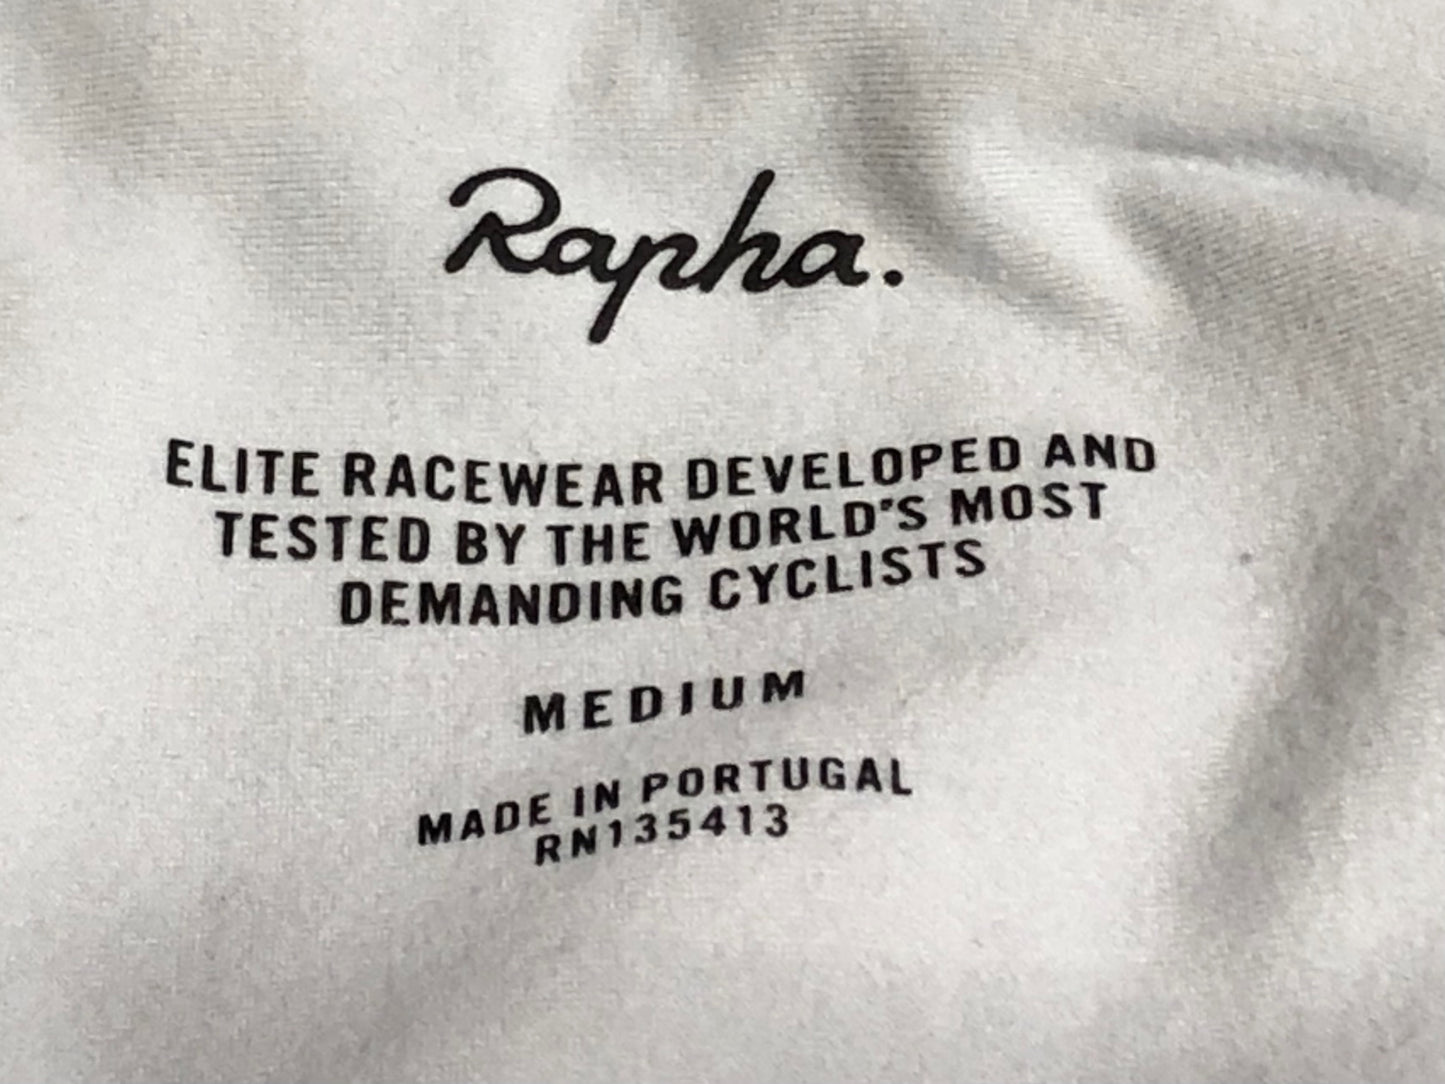 Rapha.
ELITE RACEWEAR DEVELOPED AND
TESTED BY THE WORLD'S MOST
DEMANDING CYCLISTS
MEDIUM
MADE IN PORTUGAL
RN135413